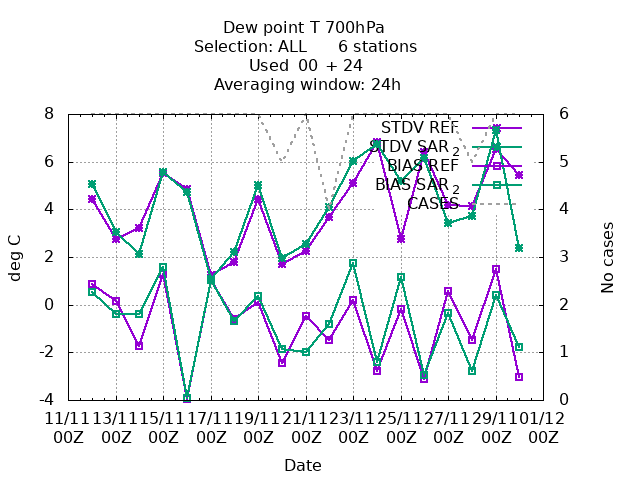 Dew point T 700hPa
Selection: ALL 6 stations
Used 00 + 24
Averaging window: 24h
8 6
STDV REF
STDV SAR 2
6 5
BIAS REF
BIAS SAR 2
4 CASES 4
2 3
deg C
No cases
0 2
-2 1
-4 0
11/11 13/11 15/11 17/11 19/11 21/11 23/11 25/11 27/11 29/11 01/12
00Z 00Z 00Z 00Z 00Z 00Z 00Z 00Z 00Z 00Z 00Z
Date